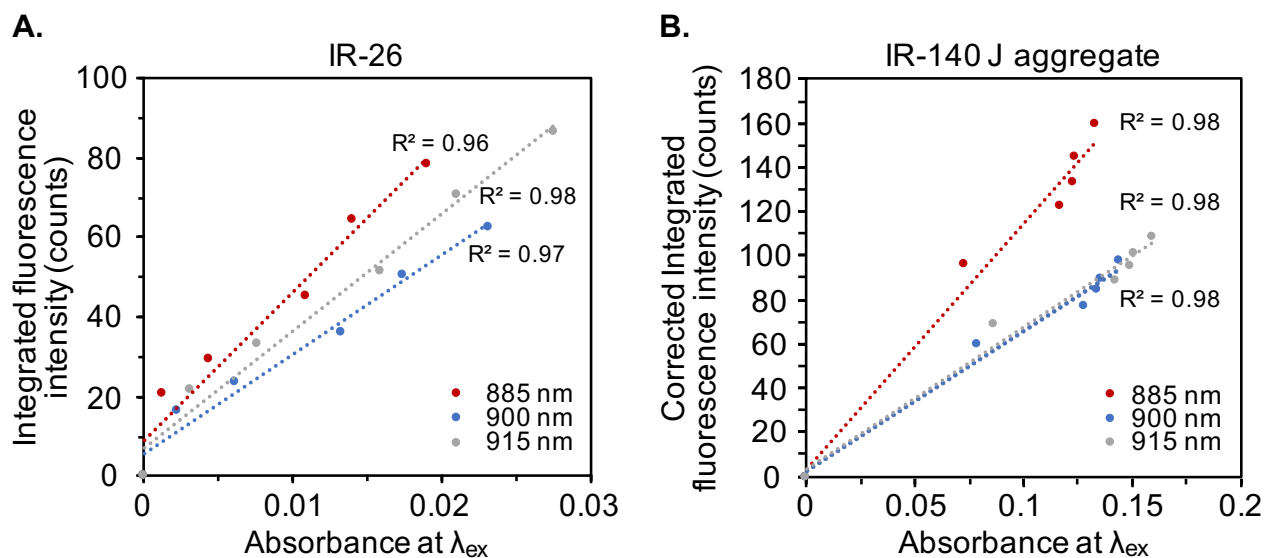 A.
IR-26
Integrated fluorescence
intensity (counts)
100
80
60
40
20
0
R² = 0.96
R² = 0.98
R² = 0.97
885 nm
900 nm
915 nm
0
0.01
0.02
0.03
Absorbance at λex
B.
IR-140 J aggregate
Corrected Integrated
fluorescence intensity (counts)
180
160
140
120
100
80
60
40
20
0
R² = 0.98
R² = 0.98
R² = 0.98
885 nm
900 nm
915 nm
0
0.05
0.1
0.15
0.2
Absorbance at λex